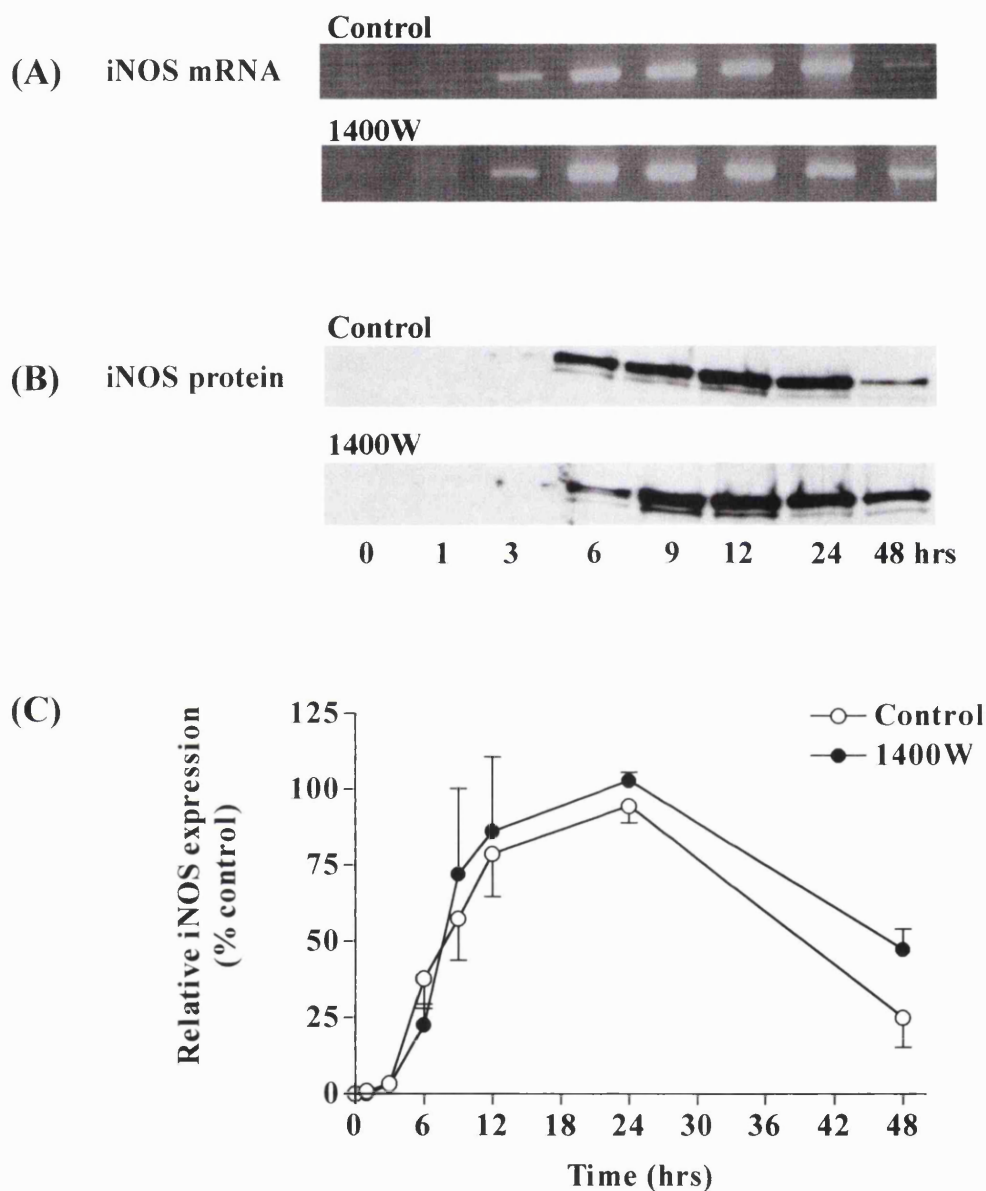 Control
(A) iNOS mRNA
1400W
Control
(B) iNOS protein
1400W
0 1 3 6 9 12 24 48 hrs
(C)
Control
1400W
Relative iNOS expression
(% control)
125
100
75
50
25
0
0 6 12 18 24 30 36 42 48
Time (hrs)